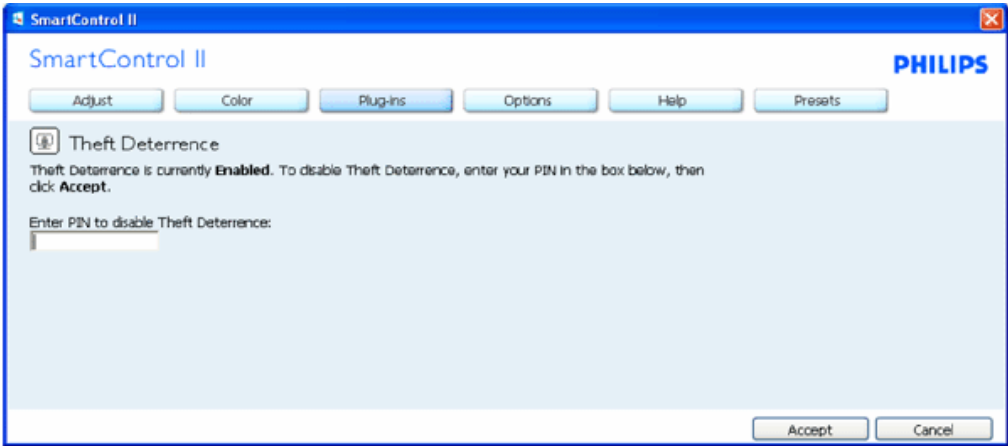 SmartControl II
SmartControl II
PHILIPS
Adjust
Color
Plug-ins
Options
Help
Presets
Theft Deterrence
Theft Deterrence is currently Enabled. To disable Theft Deterrence, enter your PIN in the box below, then
click Accept.
Enter PIN to disable Theft Deterrence:
Accept
Cancel